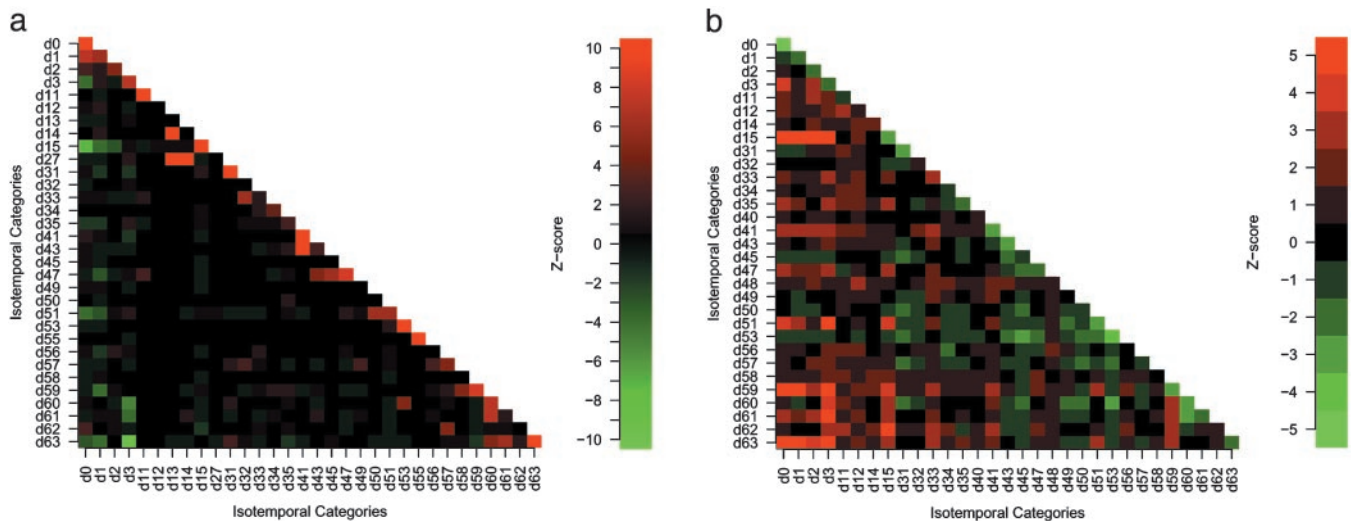 a
d0
d1
d2
d3
d11
d12
d13
d14
d15
d27
d31
d32
d33
d34
d35
d41
d43
d45
d47
d49
d50
d51
d53
d55
d56
d57
d58
d59
d60
d61
d62
d63
Isotemporal Categories
d0 d1 d2 d3 d11 d12 d13 d14 d15 d27 d31 d32 d33 d34 d35 d41 d43 d45 d47 d49 d50 d51 d53 d55 d56 d57 d58 d59 d60 d61 d62 d63
Isotemporal Categories
Z-score
10
8
6
4
2
0
−2
−4
−6
−8
−10
b
d0
d1
d2
d3
d11
d12
d14
d15
d31
d32
d33
d34
d35
d40
d41
d43
d45
d47
d48
d49
d50
d51
d53
d56
d57
d58
d59
d60
d61
d62
d63
Isotemporal Categories
d0 d1 d2 d3 d11 d12 d14 d15 d31 d32 d33 d34 d35 d40 d41 d43 d45 d47 d48 d49 d50 d51 d53 d56 d57 d58 d59 d60 d61 d62 d63
Isotemporal Categories
Z-score
5
4
3
2
1
0
−1
−2
−3
−4
−5